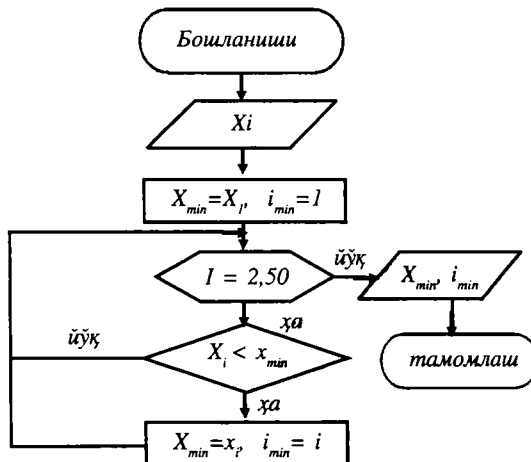 Бошланиши
Xi
X_min=X_1, i_min=1
I = 2,50
йўқ
X_min, i_min
ҳа
йўқ
X_i < x_min
тамомлаш
ҳа
X_min=x_i, i_min= i